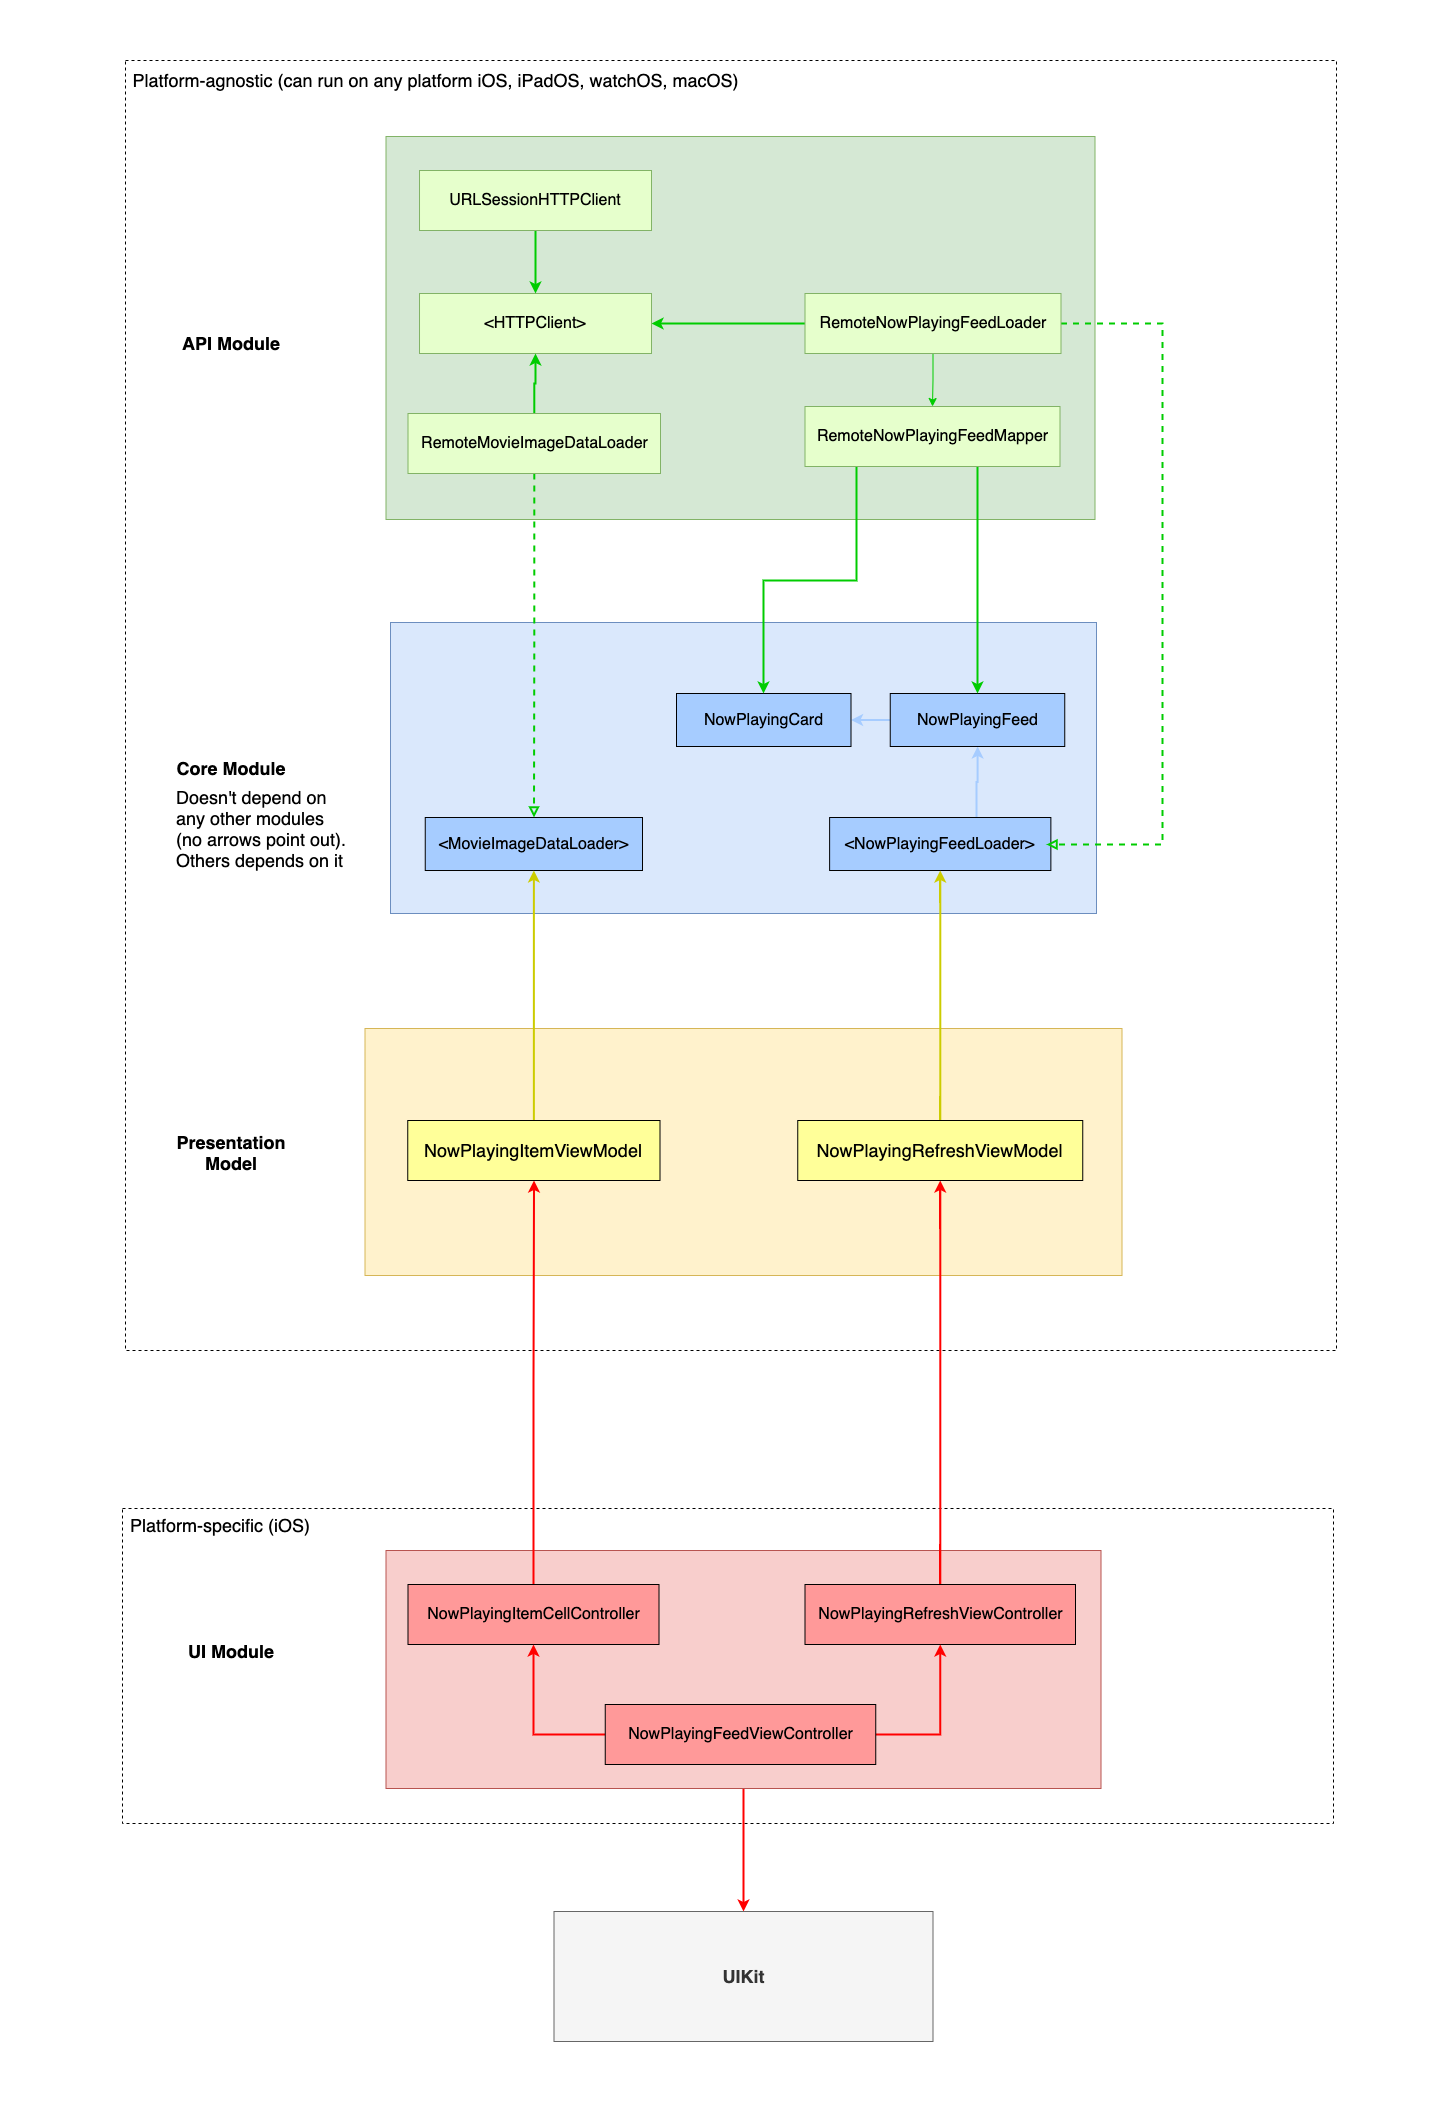 Platform-agnostic (can run on any platform iOS, iPadOS, watchOS, macOS)
URLSessionHTTPClient
<HTTPClient>
RemoteNowPlayingFeedLoader
API Module
RemoteMovieImageDataLoader
RemoteNowPlayingFeedMapper
NowPlayingCard
NowPlayingFeed
Core Module
Doesn't depend on
any other modules
(no arrows point out).
Others depends on it
<MovieImageDataLoader>
<NowPlayingFeedLoader>
Presentation
Model
NowPlayingItemViewModel
NowPlayingRefreshViewModel
Platform-specific (iOS)
NowPlayingItemCellController
NowPlayingRefreshViewController
UI Module
NowPlayingFeedViewController
UIKit